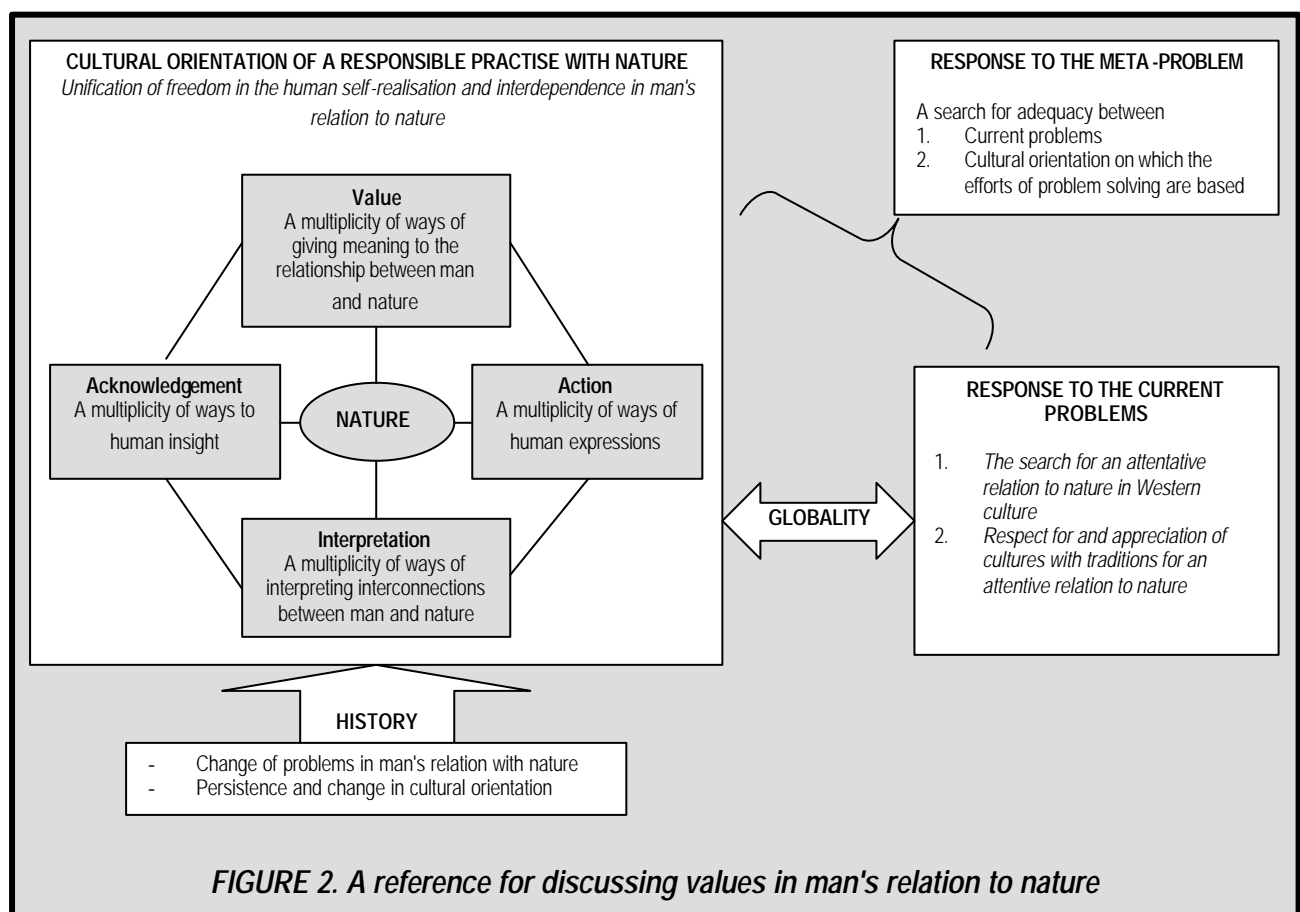 CULTURAL ORIENTATION OF A RESPONSIBLE PRACTISE WITH NATURE
Unification of freedom in the human self-realisation and interdependence in man's
relation to nature
Value
A multiplicity of ways of
giving meaning to the
relationship between man
and nature
Acknowledgement
A multiplicity of ways to
human insight
NATURE
Action
A multiplicity of ways of
human expressions
Interpretation
A multiplicity of ways of
interpreting interconnections
between man and nature
RESPONSE TO THE META -PROBLEM
A search for adequacy between
1. Current problems
2. Cultural orientation on which the
efforts of problem solving are based
GLOBALITY
RESPONSE TO THE CURRENT
PROBLEMS
1. The search for an attentative
relation to nature in Western
culture
2. Respect for and appreciation of
cultures with traditions for an
attentive relation to nature
HISTORY
- Change of problems in man's relation with nature
- Persistence and change in cultural orientation
FIGURE 2. A reference for discussing values in man's relation to nature